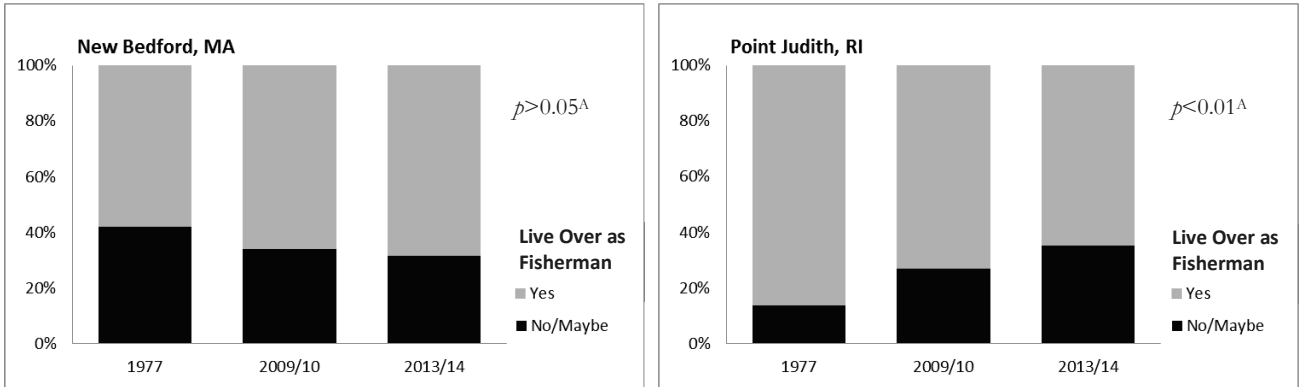 New Bedford, MA
100%
80%
60%
40%
20%
0%
p>0.05ᴬ
Live Over as
Fisherman
Yes
No/Maybe
1977
2009/10
2013/14
Point Judith, RI
100%
80%
60%
40%
20%
0%
p<0.01ᴬ
Live Over as
Fisherman
Yes
No/Maybe
1977
2009/10
2013/14